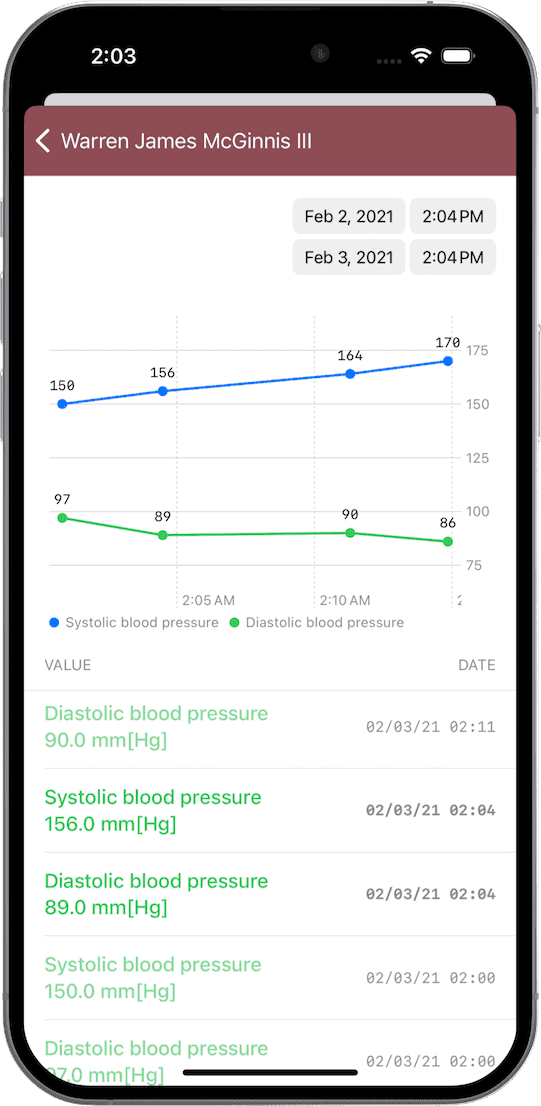 2:03
Warren James McGinnis III
Feb 2, 2021 2:04 PM
Feb 3, 2021 2:04 PM
170
175
164
156
150
150
125
97
89
90
86
100
75
2:05 AM 2:10 AM 2
Systolic blood pressure Diastolic blood pressure
VALUE DATE
Diastolic blood pressure
90.0 mm[Hg] 02/03/21 02:11
Systolic blood pressure
156.0 mm[Hg] 02/03/21 02:04
Diastolic blood pressure
89.0 mm[Hg] 02/03/21 02:04
Systolic blood pressure
150.0 mm[Hg] 02/03/21 02:00
Diastolic blood pressure
97.0 mm[Hg] 02/03/21 02:00